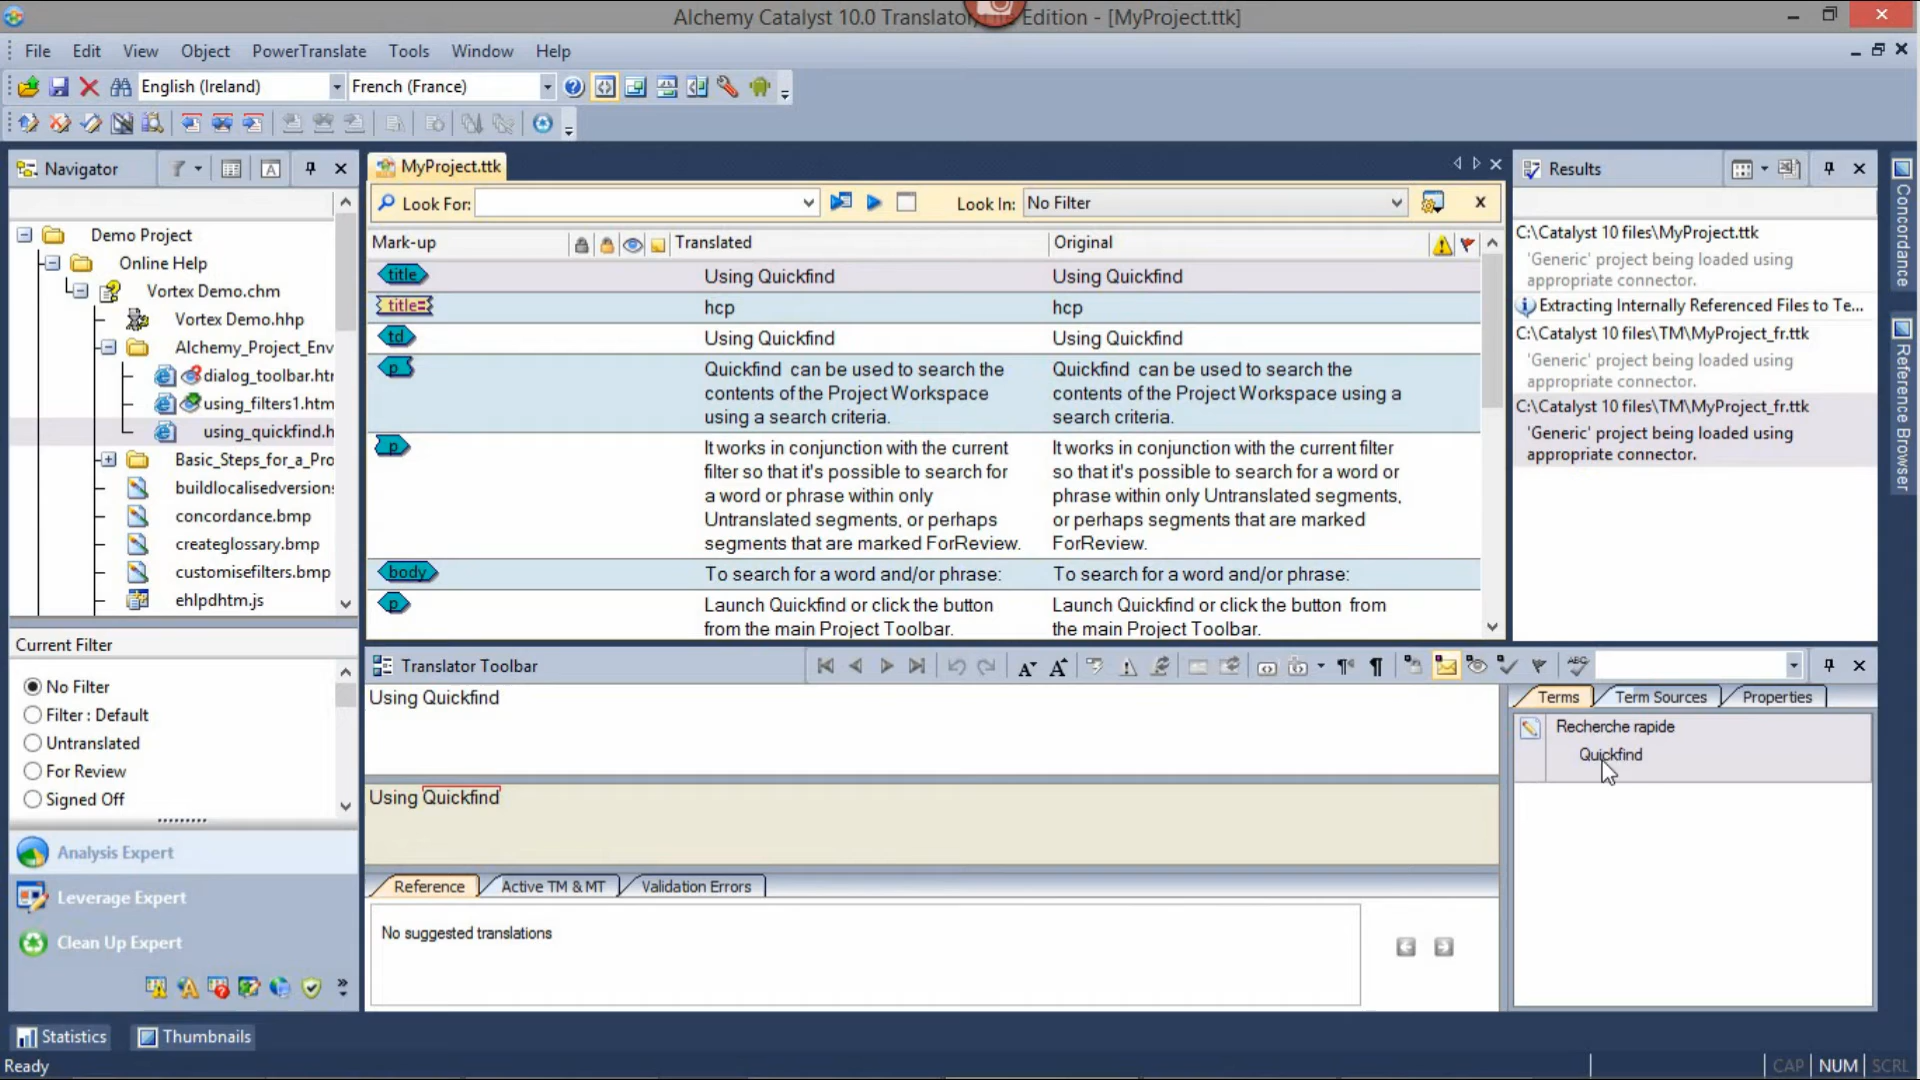 Alchemy Catalyst 10.0 Translator/ Edition - [MyProject.ttk]
File Edit View Object PowerTranslate Tools Window Help
English (Ireland) French (France)
Navigator
Demo Project
Online Help
Vortex Demo.chm
Vortex Demo.hhp
Alchemy_Project_Env
dialog_toolbar.htr
using_filters1.htm
using_quickfind.h
Basic_Steps_for_a_Pro
buildlocalisedversions
concordance.bmp
createglossary.bmp
customisefilters.bmp
ehlpdhtm.js
Current Filter
No Filter
Filter : Default
Untranslated
For Review
Signed Off
Analysis Expert
Leverage Expert
Clean Up Expert
MyProject.ttk
Look For: Look In: No Filter
Mark-up Translated Original
title Using Quickfind Using Quickfind
title= hcp hcp
td Using Quickfind Using Quickfind
p
Quickfind can be used to search the
contents of the Project Workspace
using a search criteria.
Quickfind can be used to search the
contents of the Project Workspace using a
search criteria.
p
It works in conjunction with the current
filter so that it's possible to search for
a word or phrase within only
Untranslated segments, or perhaps
segments that are marked ForReview.
It works in conjunction with the current filter
so that it's possible to search for a word or
phrase within only Untranslated segments,
or perhaps segments that are marked
ForReview.
body To search for a word and/or phrase: To search for a word and/or phrase:
p
Launch Quickfind or click the button
from the main Project Toolbar.
Launch Quickfind or click the button from
the main Project Toolbar.
Results
C:\Catalyst 10 files\MyProject.ttk
'Generic' project being loaded using
appropriate connector.
Extracting Internally Referenced Files to Te...
C:\Catalyst 10 files\TM\MyProject_fr.ttk
'Generic' project being loaded using
appropriate connector.
C:\Catalyst 10 files\TM\MyProject_fr.ttk
'Generic' project being loaded using
appropriate connector.
Concordance
Reference Browser
Translator Toolbar
ABC
Using Quickfind
Using Quickfind
Reference Active TM & MT Validation Errors
No suggested translations
Terms Term Sources Properties
Recherche rapide
Quickfind
Statistics Thumbnails
Ready
CAP NUM SCRL